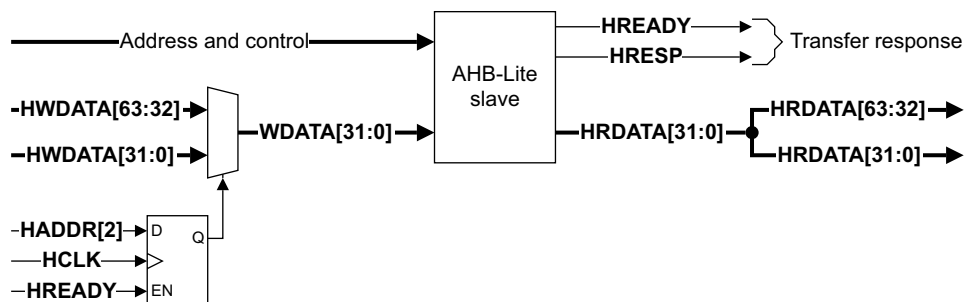 Address and control
HREADY
HRESP
Transfer response
AHB-Lite
slave
HWDATA[63:32]
HWDATA[31:0]
WDATA[31:0]
HRDATA[31:0]
HRDATA[63:32]
HRDATA[31:0]
HADDR[2]
D
Q
HCLK
HREADY
EN